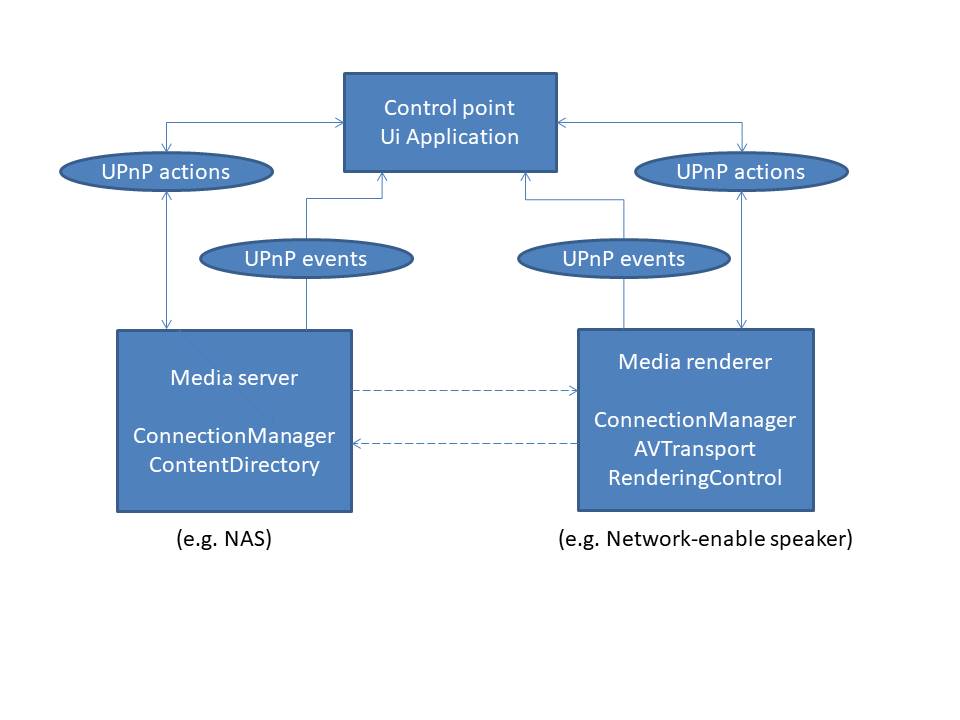 Control point
Ui Application
UPnP actions
UPnP actions
UPnP events
UPnP events
Media server
ConnectionManager
ContentDirectory
Media renderer
ConnectionManager
AVTransport
RenderingControl
(e.g. NAS)
(e.g. Network-enable speaker)